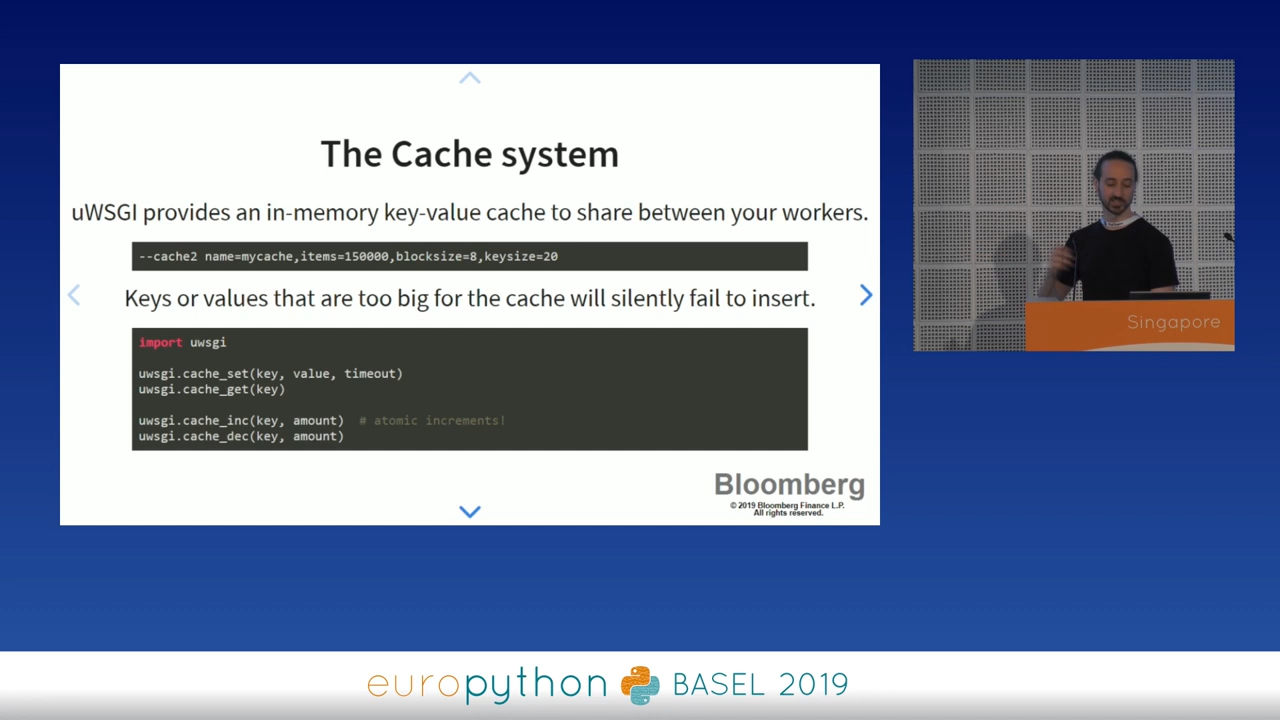 The Cache system
uWSGI provides an in-memory key-value cache to share between your workers.
--cache2 name=mycache,items=150000,blocksize=8,keysize=20
Keys or values that are too big for the cache will silently fail to insert.
import uwsgi
uwsgi.cache_set(key, value, timeout)
uwsgi.cache_get(key)
uwsgi.cache_inc(key, amount)  # atomic increments!
uwsgi.cache_dec(key, amount)
Bloomberg
© 2019 Bloomberg Finance L.P.
All rights reserved.
Singapore
europython BASEL 2019